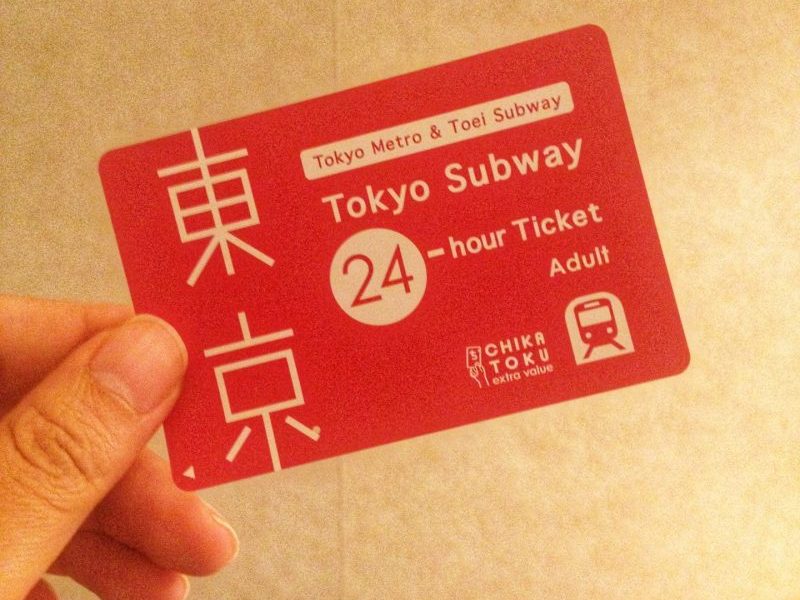 東京
Tokyo Metro & Toei Subway
Tokyo Subway
24-hour Ticket
Adult
CHIKA
TOKU
extra value